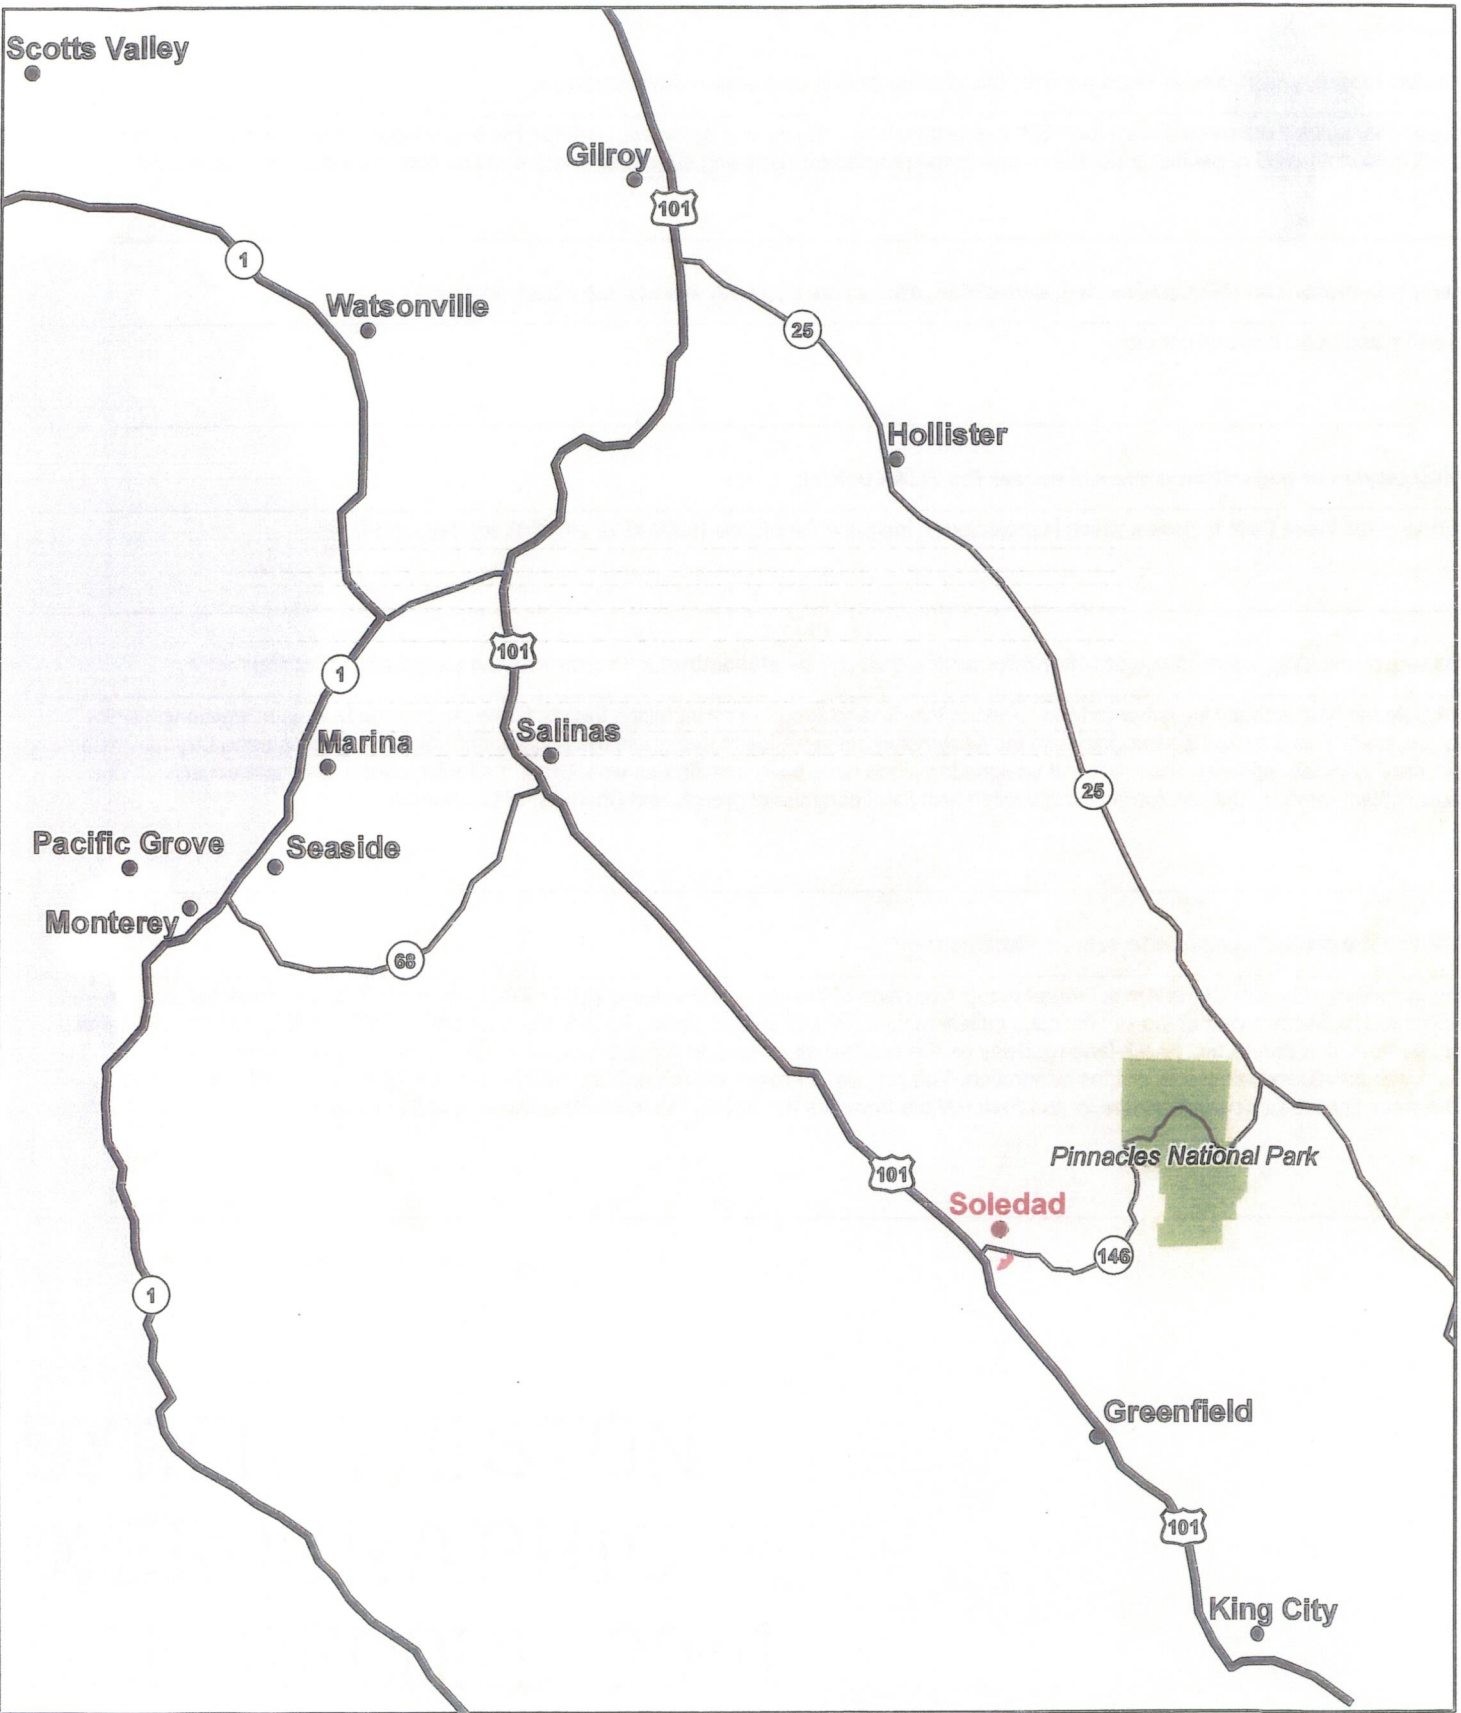 Scotts Valley
Gilroy
101
1
Watsonville
25
Hollister
101
1
Marina
Salinas
25
Pacific Grove
Seaside
Monterey
68
Pinnacles National Park
101
Soledad
146
1
Greenfield
101
King City